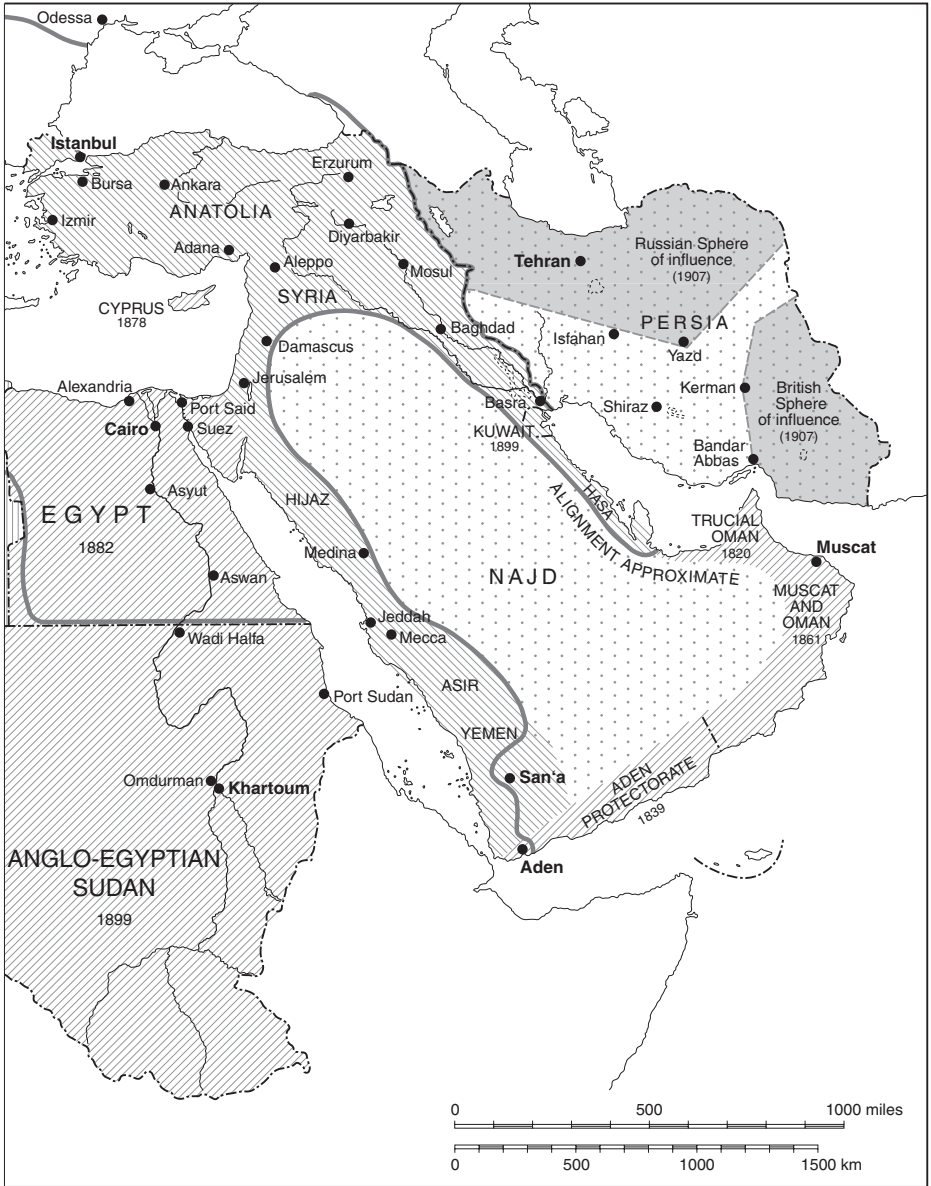 Odessa
Istanbul
Bursa
Ankara
Erzurum
ANATOLIA
Izmir
Diyarbakir
Adana
Aleppo
Mosul
Tehran
Russian Sphere
of influence
(1907)
SYRIA
CYPRUS
1878
Baghdad
PERSIA
Isfahan
Yazd
Damascus
Jerusalem
Alexandria
Port Said
Cairo
Suez
Basra
KUWAIT
1899
Kerman
Shiraz
British
Sphere
of influence
(1907)
Bandar
Abbas
Asyut
EGYPT
1882
HIJAZ
HASA
ALIGNMENT APPROXIMATE
TRUCIAL
OMAN
1820
Muscat
Medina
NAJD
Aswan
MUSCAT
AND
OMAN
1861
Jeddah
Mecca
Wadi Halfa
ASIR
Port Sudan
YEMEN
San‘a
Omdurman
Khartoum
ADEN
PROTECTORATE
1839
ANGLO-EGYPTIAN
SUDAN
1899
Aden
0 500 1000 miles
0 500 1000 1500 km